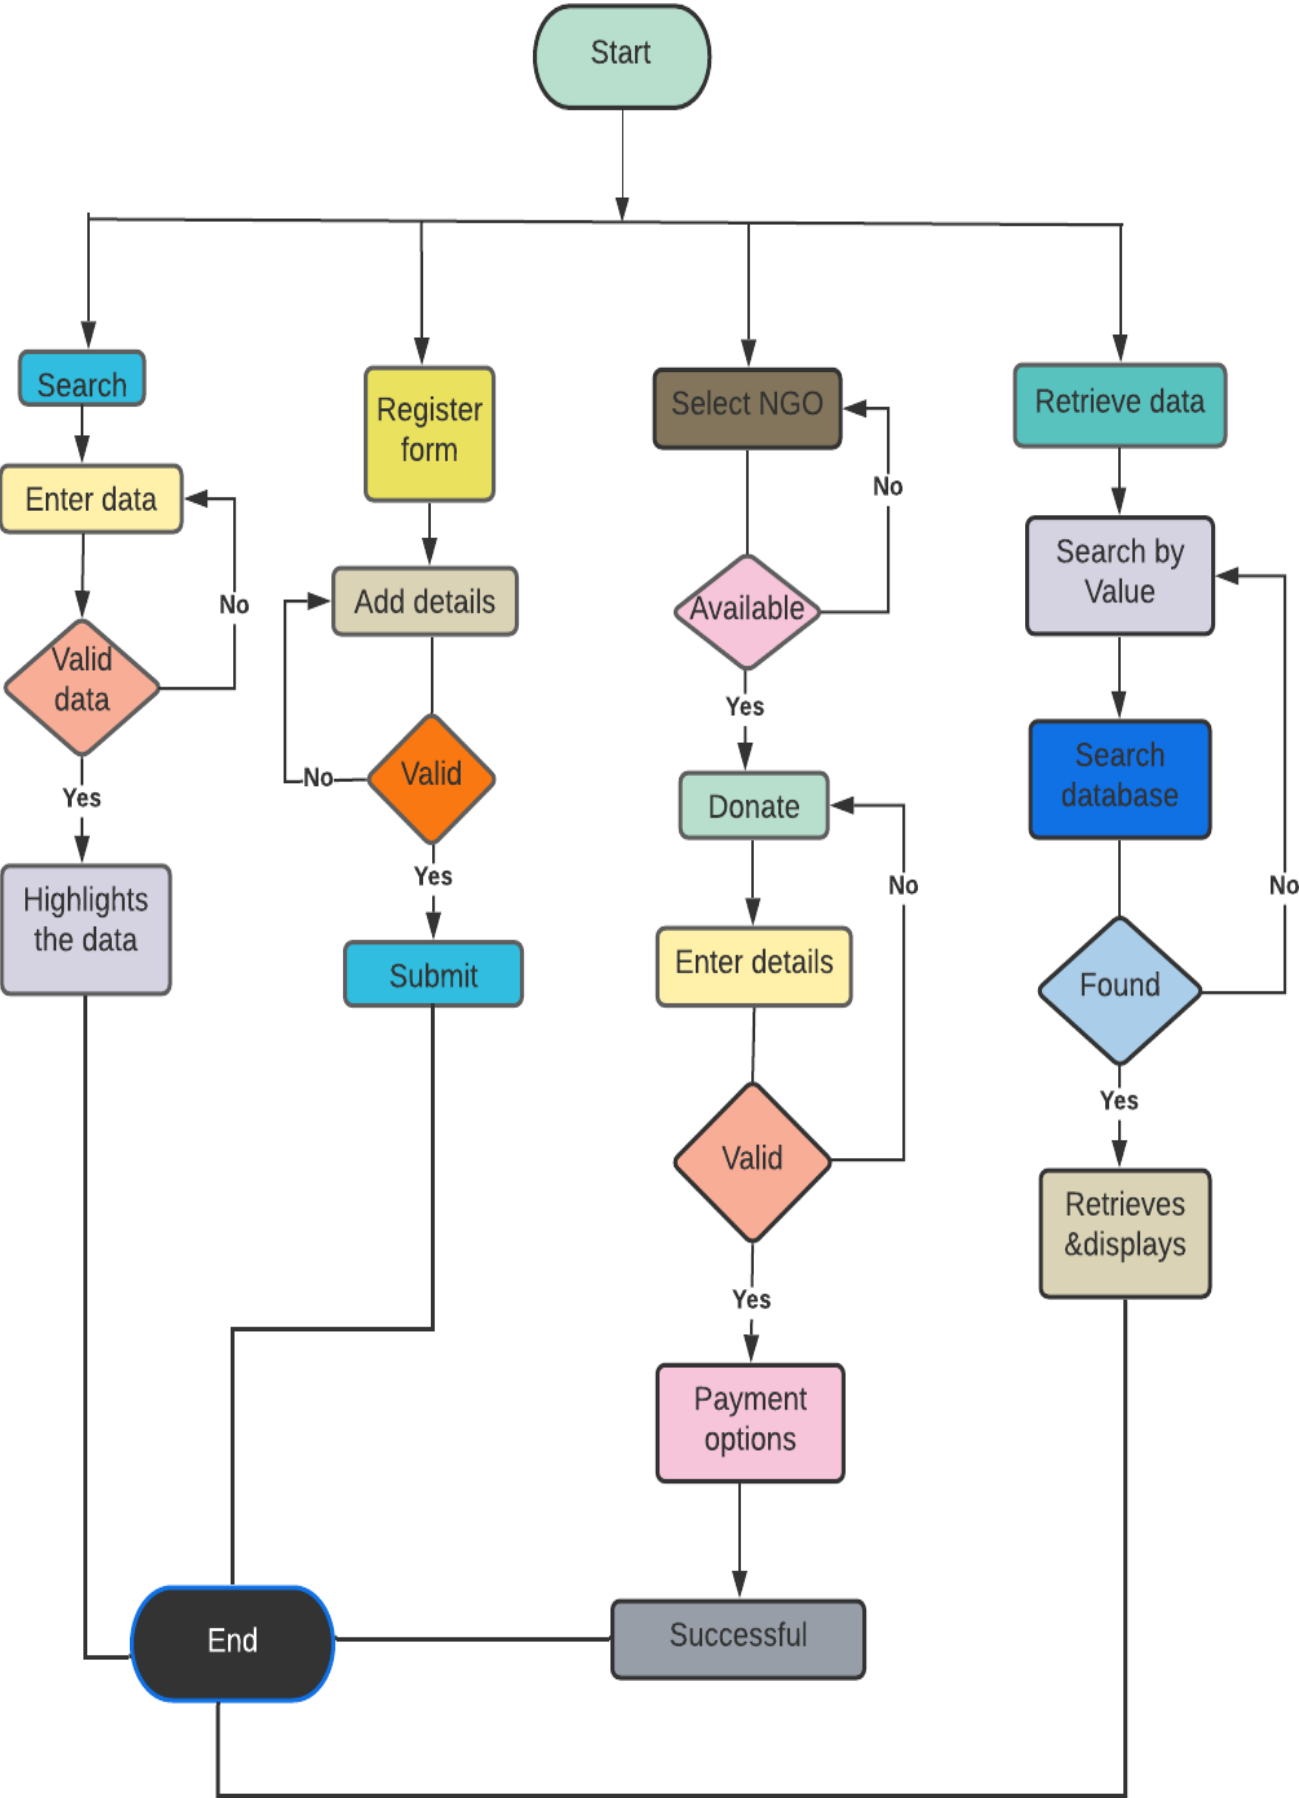 Start
Search
Enter data
No
Valid
data
Yes
Highlights
the data
Register
form
Add details
No
Valid
Yes
Submit
Select NGO
No
Available
Yes
Donate
No
Enter details
Valid
Yes
Payment
options
Successful
Retrieve data
Search by
Value
Search
database
No
Found
Yes
Retrieves
&displays
End